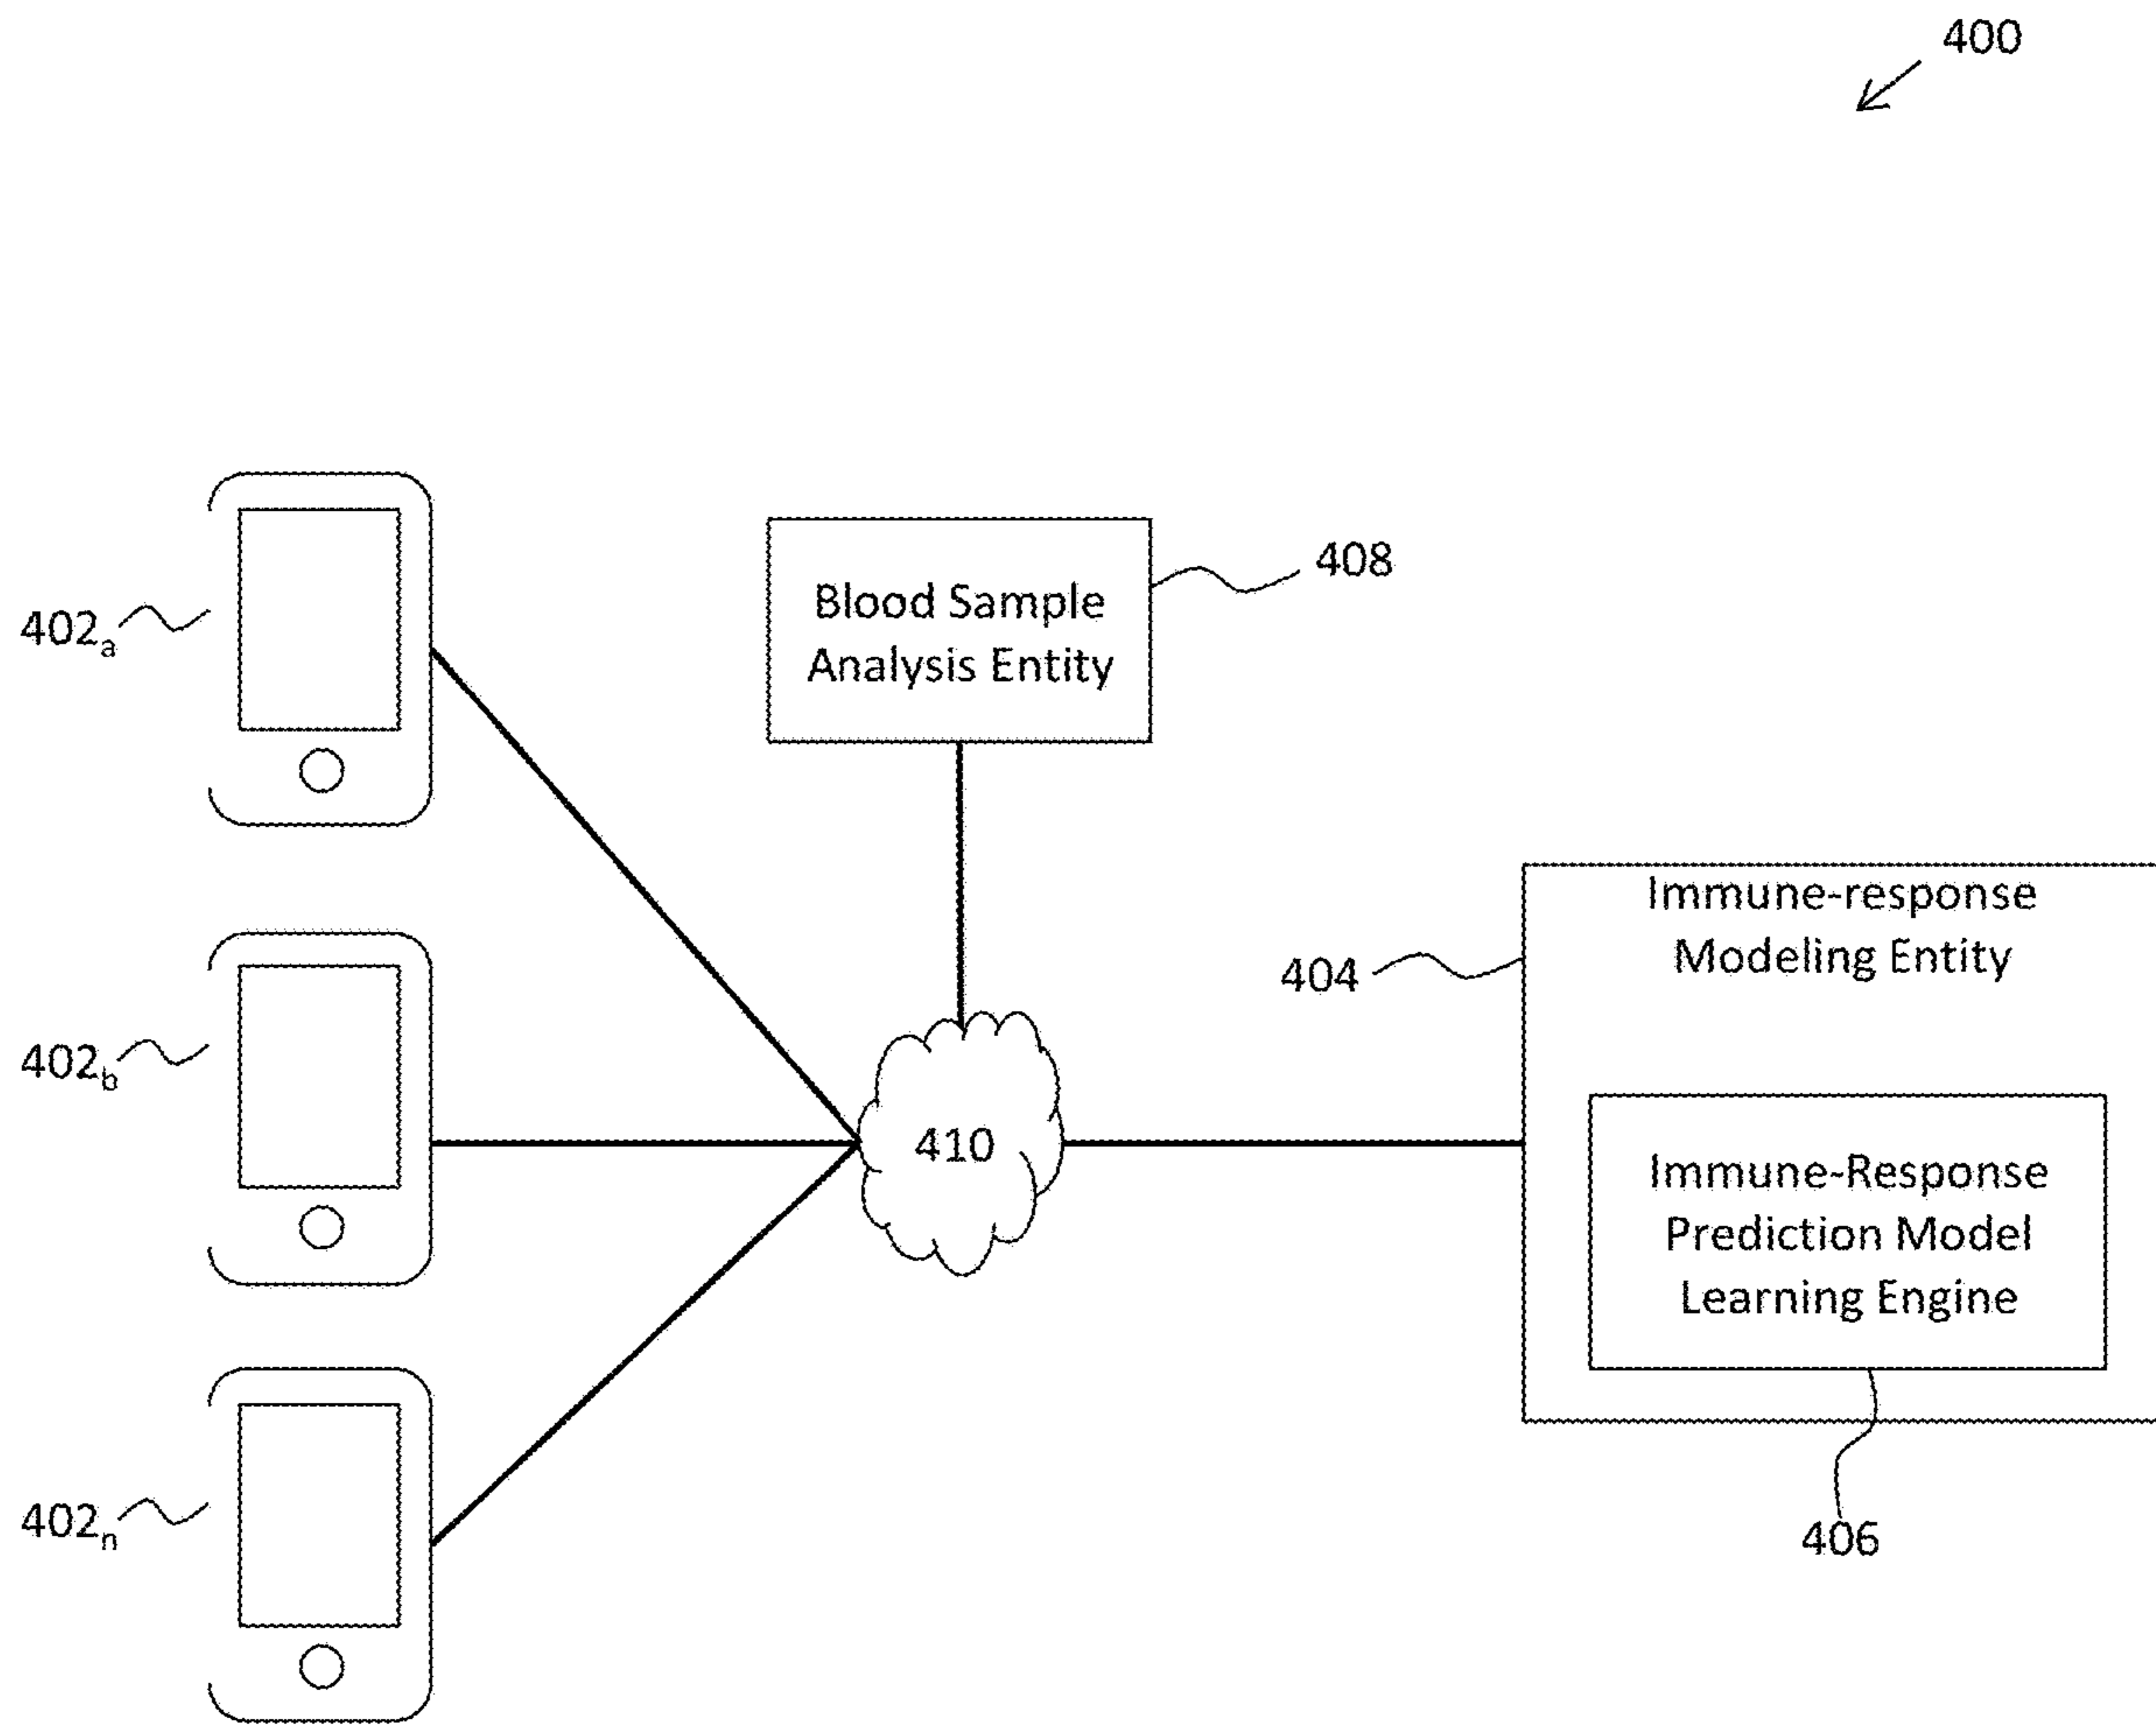 400
402a
Blood Sample
Analysis Entity
408
Immune-response
Modeling Entity
404
402b
410
Immune-Response
Prediction Model
Learning Engine
402n
406